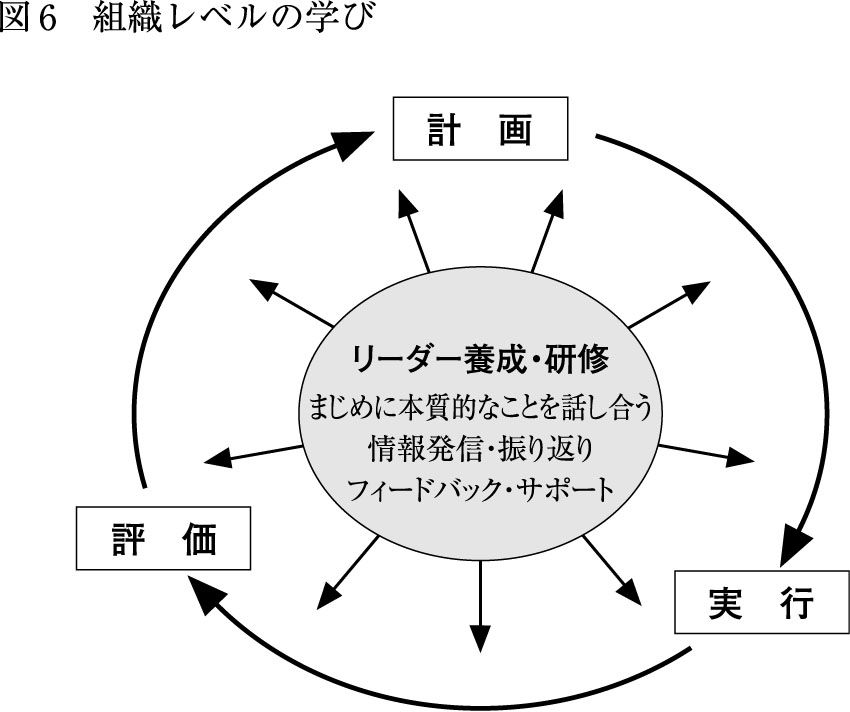 図6 組織レベルの学び
計 画
リーダー養成・研修
まじめに本質的なことを話し合う
情報発信・振り返り
フィードバック・サポート
評 価
実 行